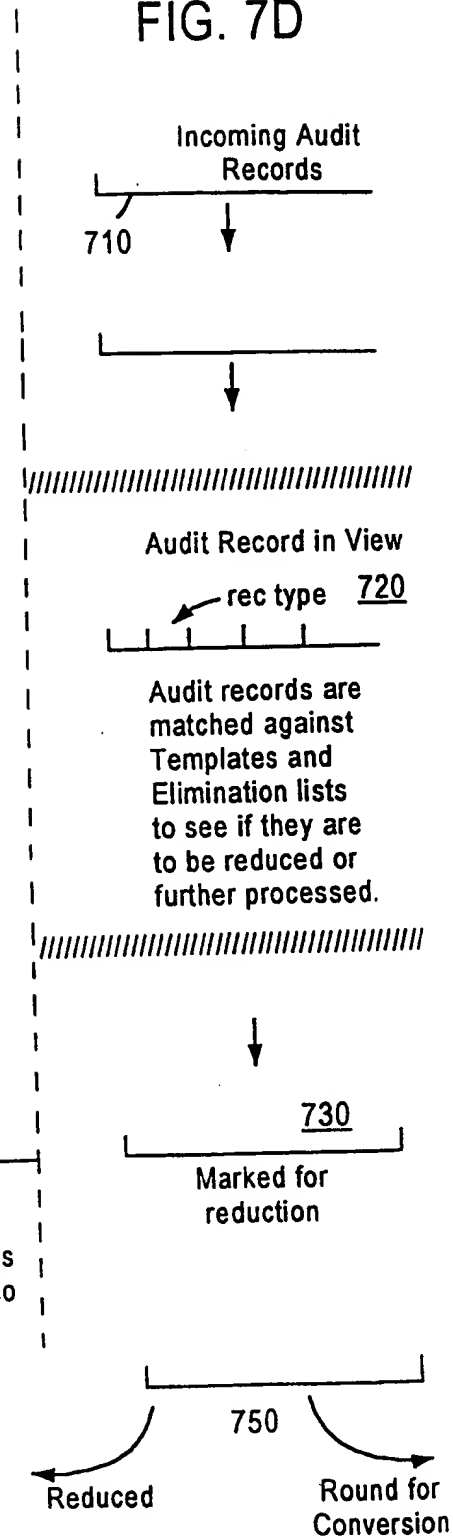 FIG. 7D
Incoming Audit
Records
710
Audit Record in View
rec type 720
Audit records are
matched against
Templates and
Elimination lists
to see if they are
to be reduced or
further processed.
730
Marked for
reduction
s
o
750
Reduced
Round for
Conversion